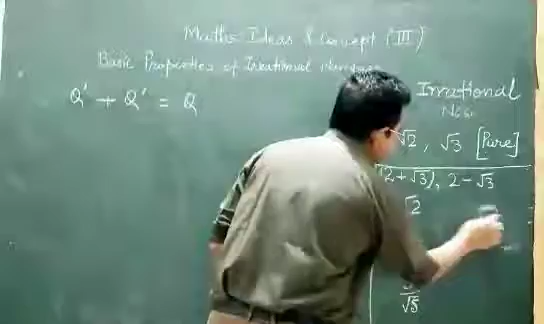 Maths Ideas & Concept (III)
Basic Properties of Irrational
Q' + Q' = Q
Irrational
Nos.
√2, √3 [Pure]
(2+√3), 2-√3
√2
√5